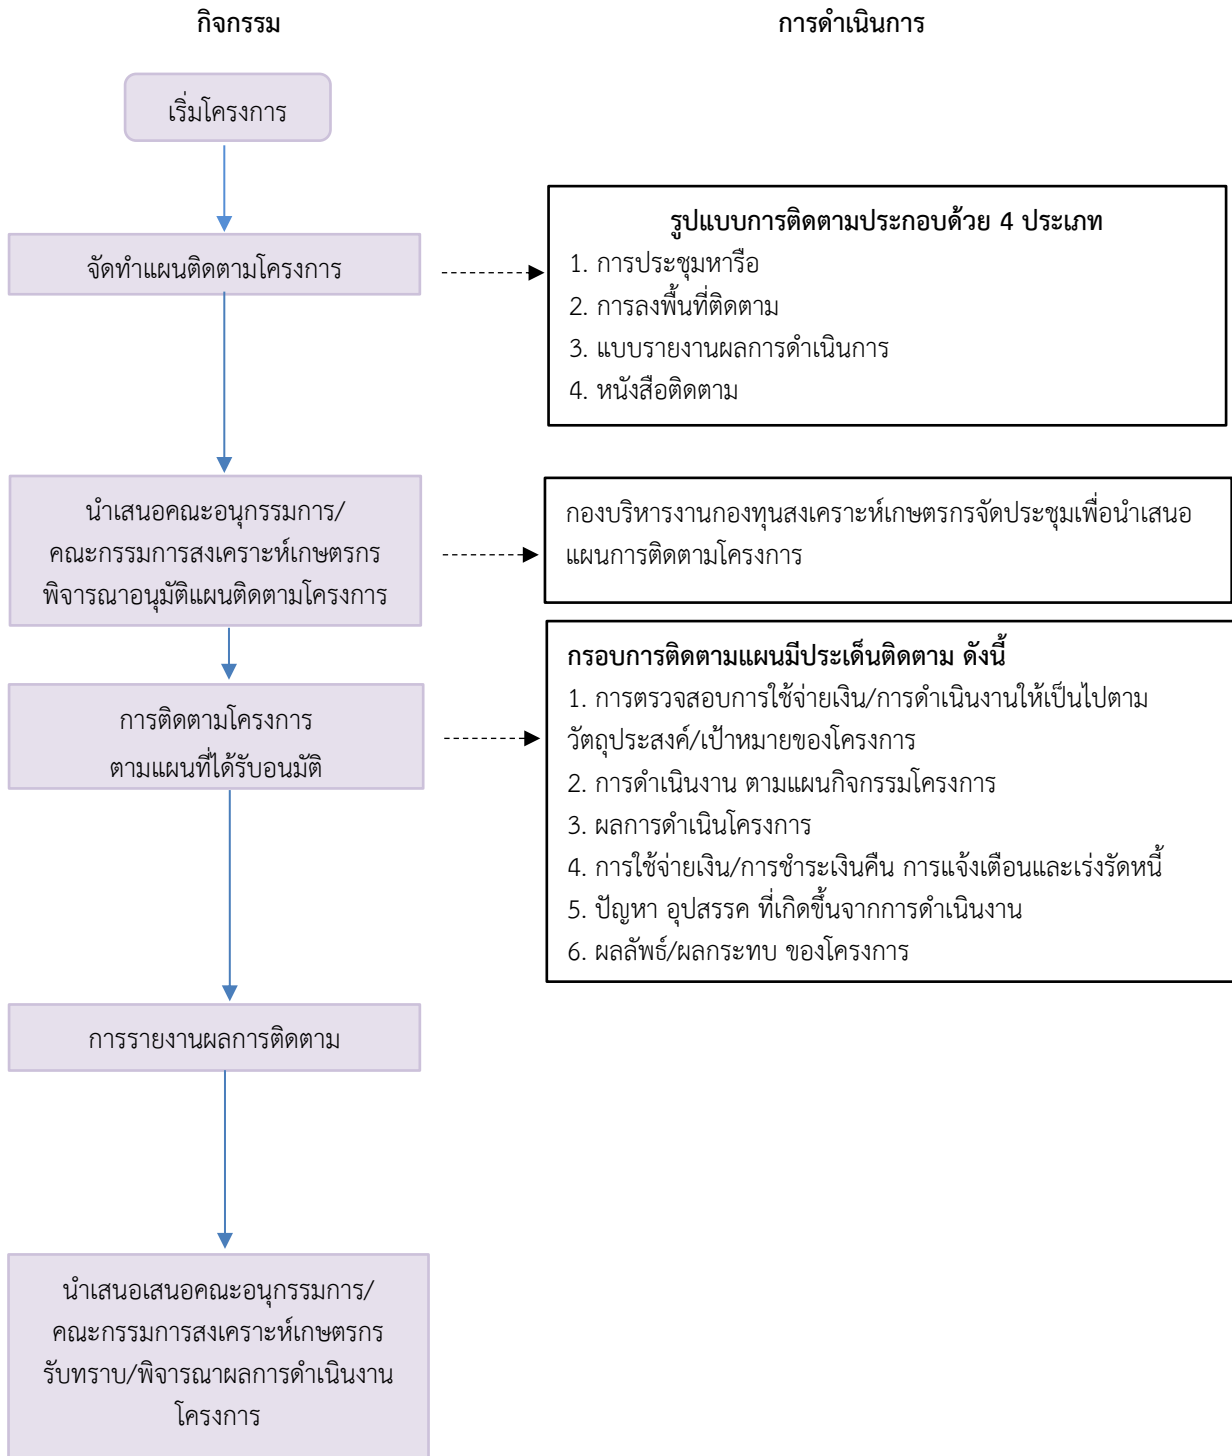 กิจกรรม
การดำเนินการ
เริ่มโครงการ
จัดทำแผนติดตามโครงการ
รูปแบบการติดตามประกอบด้วย 4 ประเภท
1. การประชุมหารือ
2. การลงพื้นที่ติดตาม
3. แบบรายงานผลการดำเนินการ
4. หนังสือติดตาม
นำเสนอคณะอนุกรรมการ/
คณะกรรมการสงเคราะห์เกษตรกร
พิจารณาอนุมัติแผนติดตามโครงการ
กองบริหารงานกองทุนสงเคราะห์เกษตรกรจัดประชุมเพื่อนำเสนอ
แผนการติดตามโครงการ
การติดตามโครงการ
ตามแผนที่ได้รับอนมัติ
กรอบการติดตามแผนมีประเด็นติดตาม ดังนี้
1. การตรวจสอบการใช้จ่ายเงิน/การดำเนินงานให้เป็นไปตาม
วัตถุประสงค์/เป้าหมายของโครงการ
2. การดำเนินงาน ตามแผนกิจกรรมโครงการ
3. ผลการดำเนินโครงการ
4. การใช้จ่ายเงิน/การชำระเงินคืน การแจ้งเตือนและเร่งรัดหนี้
5. ปัญหา อุปสรรค ที่เกิดขึ้นจากการดำเนินงาน
6. ผลลัพธ์/ผลกระทบ ของโครงการ
การรายงานผลการติดตาม
นำเสนอเสนอคณะอนุกรรมการ/
คณะกรรมการสงเคราะห์เกษตรกร
รับทราบ/พิจารณาผลการดำเนินงาน
โครงการ